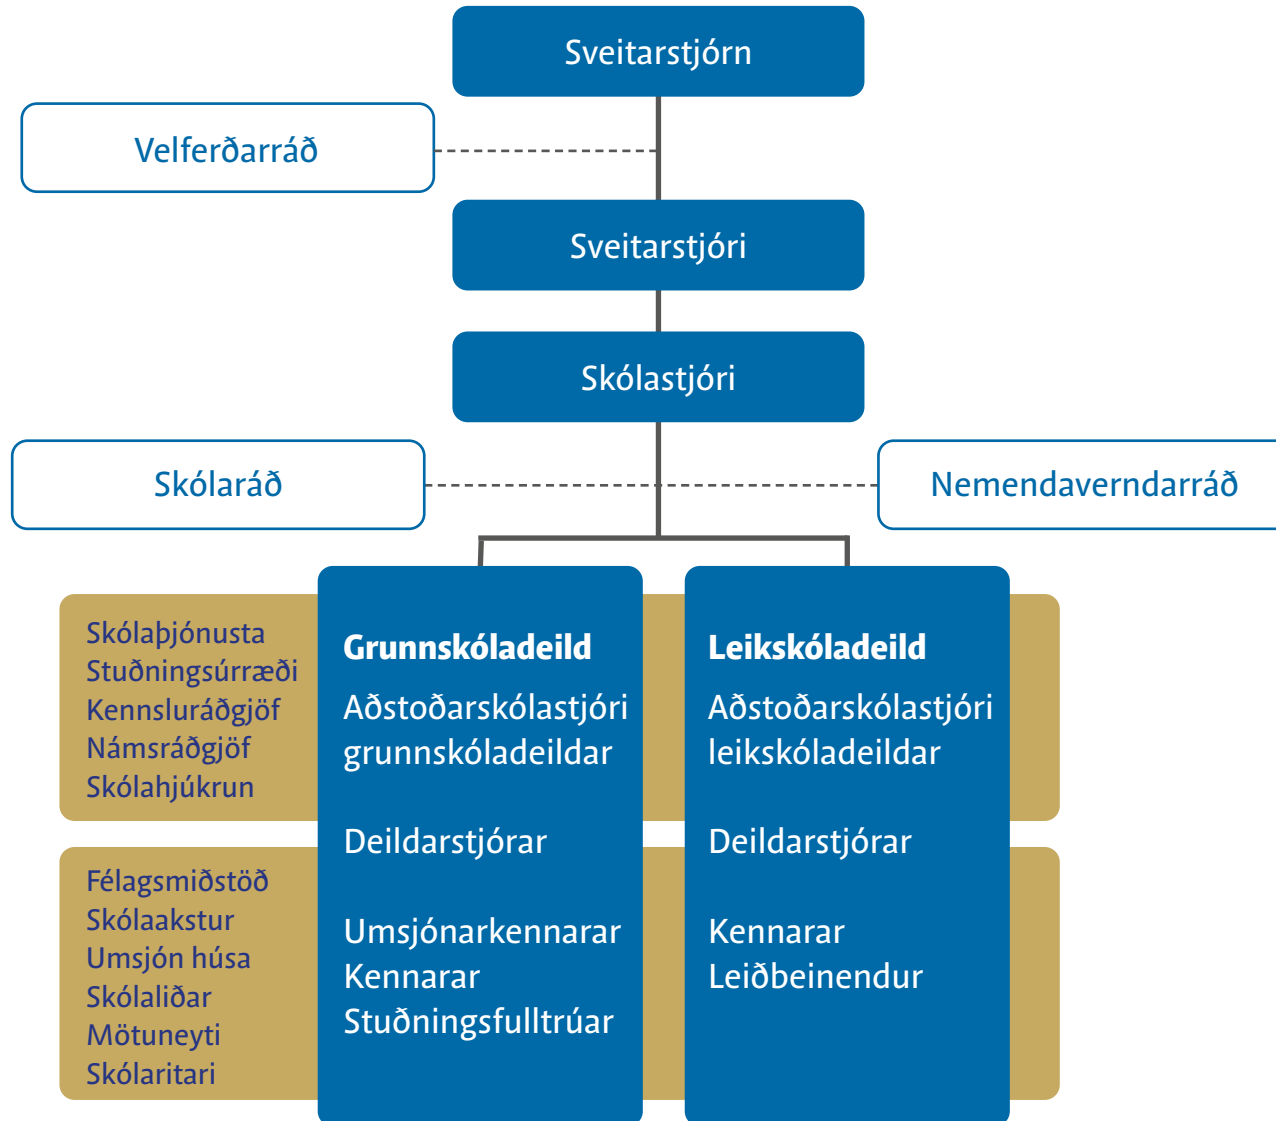 Sveitarstjórn
Velferðarráð
Sveitarstjóri
Skólastjóri
Skólaráð
Nemendaverndarráð
Skólaþjónusta
Stuðningsúrræði
Kennsluráðgjöf
Námsráðgjöf
Skólahjúkrun
Félagsmiðstöð
Skólaakstur
Umsjón húsa
Skólaliðar
Mötuneyti
Skólaritari
Grunnskóladeild
Aðstoðarskólastjóri
grunnskóladeildar
Deildarstjórar
Umsjónarkennarar
Kennarar
Stuðningsfulltrúar
Leikskóladeild
Aðstoðarskólastjóri
leikskóladeildar
Deildarstjórar
Kennarar
Leiðbeinendur